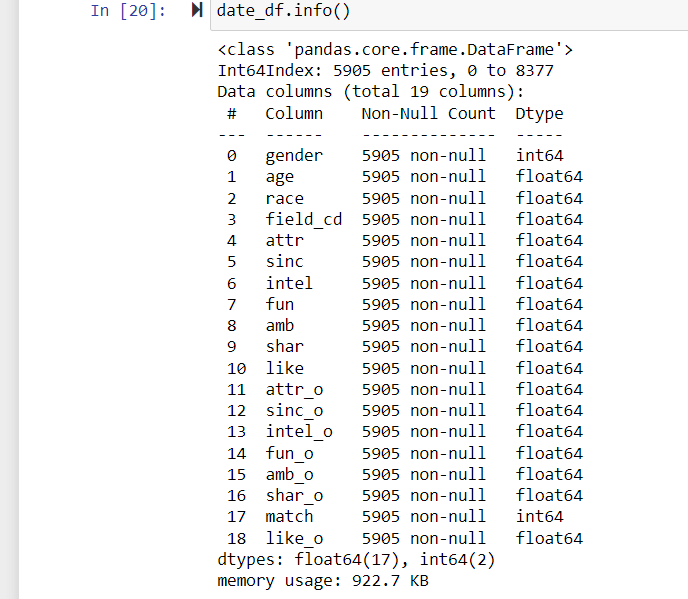 In [20]: date_df.info()
<class 'pandas.core.frame.DataFrame'>
Int64Index: 5905 entries, 0 to 8377
Data columns (total 19 columns):
 #   Column    Non-Null Count  Dtype
---  ------    --------------  -----
 0   gender    5905 non-null   int64
 1   age       5905 non-null   float64
 2   race      5905 non-null   float64
 3   field_cd  5905 non-null   float64
 4   attr      5905 non-null   float64
 5   sinc      5905 non-null   float64
 6   intel     5905 non-null   float64
 7   fun       5905 non-null   float64
 8   amb       5905 non-null   float64
 9   shar      5905 non-null   float64
 10  like      5905 non-null   float64
 11  attr_o    5905 non-null   float64
 12  sinc_o    5905 non-null   float64
 13  intel_o   5905 non-null   float64
 14  fun_o     5905 non-null   float64
 15  amb_o     5905 non-null   float64
 16  shar_o    5905 non-null   float64
 17  match     5905 non-null   int64
 18  like_o    5905 non-null   float64
dtypes: float64(17), int64(2)
memory usage: 922.7 KB